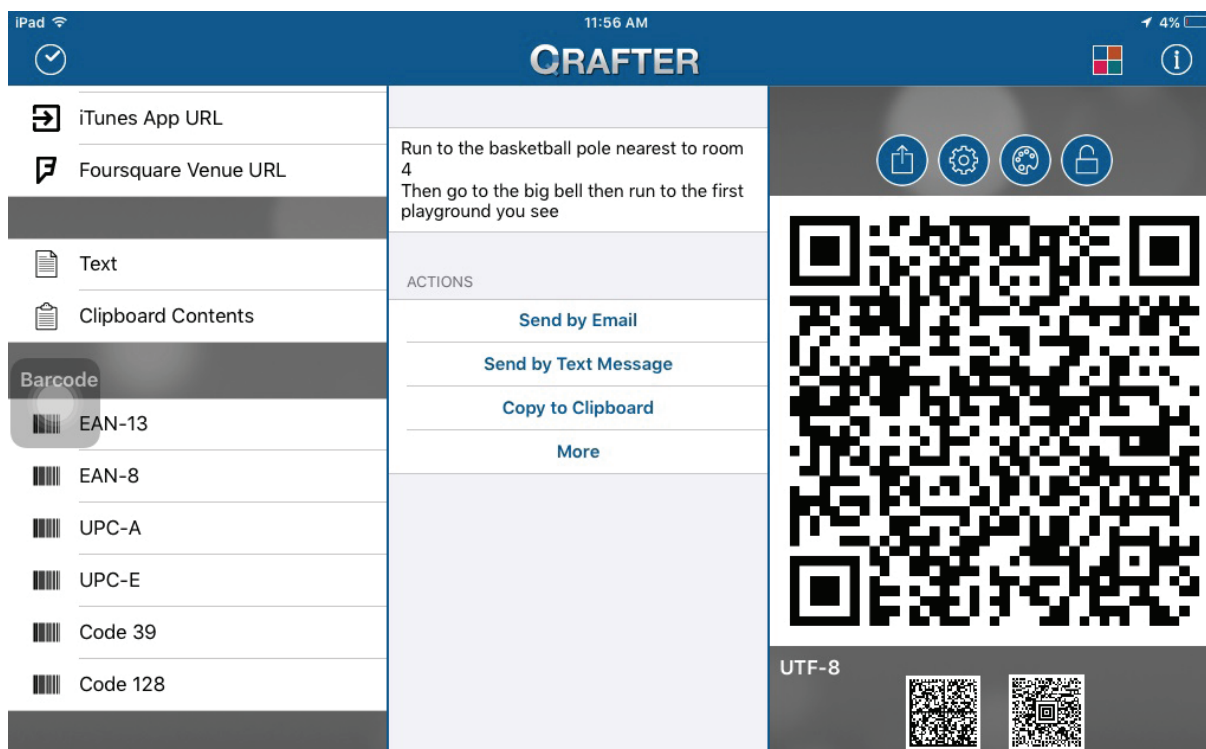 iPad
11:56 AM
4%
QRAFTER
iTunes App URL
Foursquare Venue URL
Text
Clipboard Contents
Barcode
EAN-13
EAN-8
UPC-A
UPC-E
Code 39
Code 128
Run to the basketball pole nearest to room
4
Then go to the big bell then run to the first
playground you see
ACTIONS
Send by Email
Send by Text Message
Copy to Clipboard
More
UTF-8